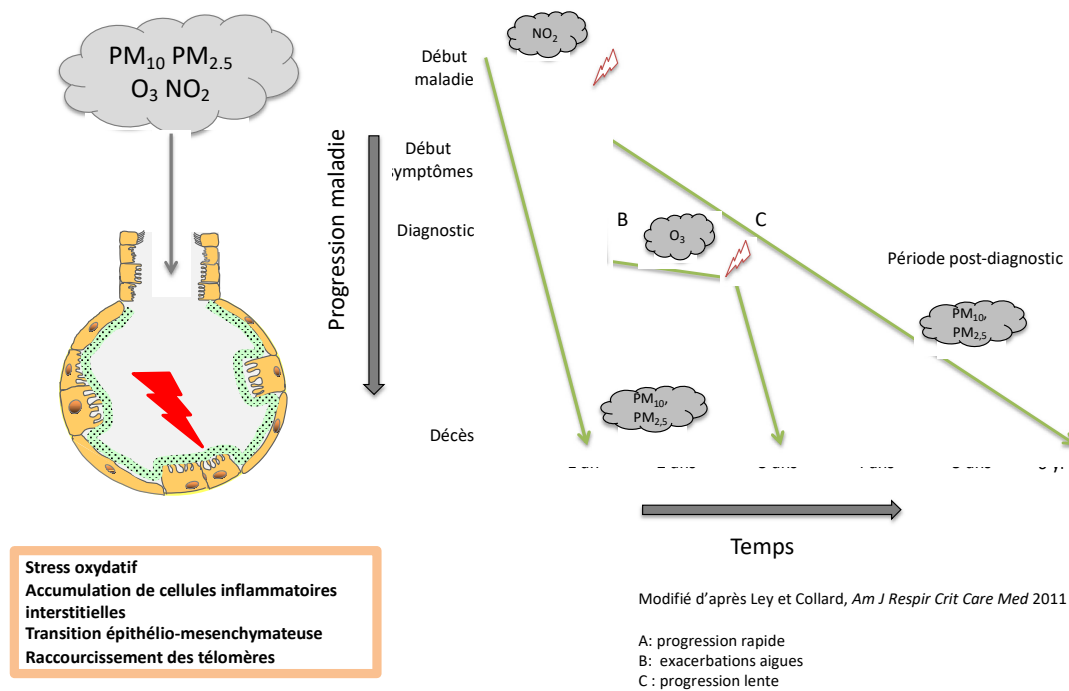 PM₁₀ PM₂.₅
O₃ NO₂
Stress oxydatif
Accumulation de cellules inflammatoires
interstitielles
Transition épithélio-mesenchymateuse
Raccourcissement des télomères
Progression maladie
Début
maladie
Début
symptômes
Diagnostic
Décès
NO₂
B
O₃
C
Période post-diagnostic
PM₁₀,
PM₂,₅
PM₁₀,
PM₂,₅
Temps
Modifié d’après Ley et Collard, Am J Respir Crit Care Med 2011
A: progression rapide
B: exacerbations aigues
C : progression lente